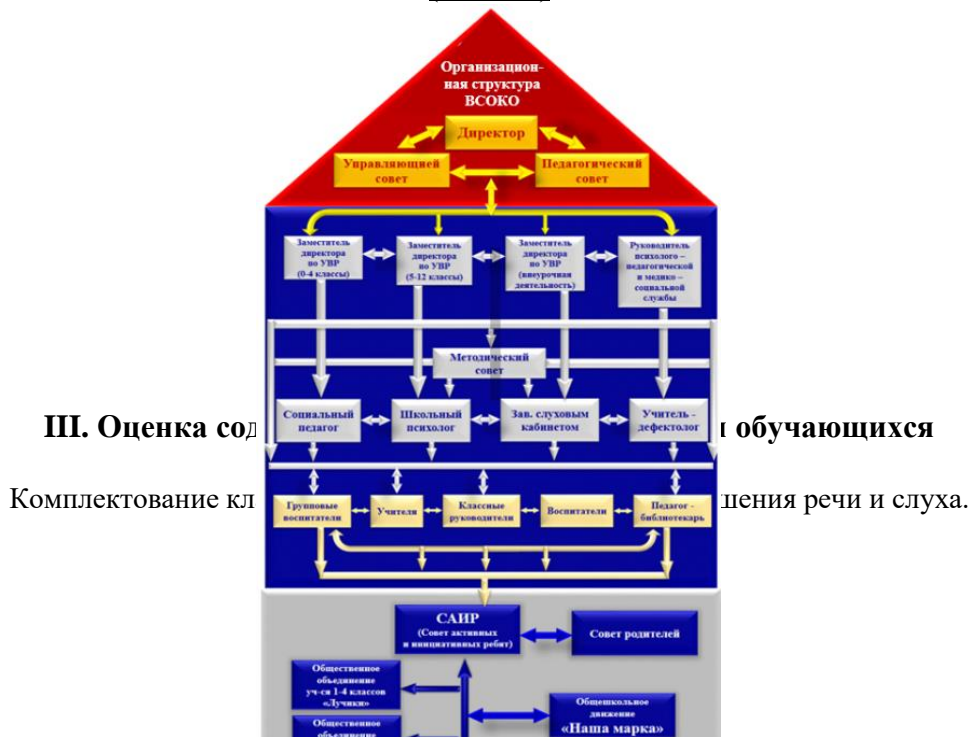 Организацион-
ная структура
ВСОКО
Директор
Управляющией
совет
Педагогический
совет
Заместитель
директора
по УВР
(0-4 классы)
Заместитель
директора
по УВР
(5-12 классы)
Заместитель
директора
по УВР
(внеурочная
деятельность)
Руководитель
психолого –
педагогической
и медико –
социальной
службы
Методический
совет
Социальный
педагог
Школьный
психолог
Зав. слуховым
кабинетом
Учитель -
дефектолог
III. Оценка сод
обучающихся
Комплектование кл
шения речи и слуха.
Групповые
воспитатели
Учителя
Классные
руководители
Воспитатели
Педагог -
библиотекарь
САИР
(Совет активных
и инициативных ребят)
Совет родителей
Общественное
объединение
уч-ся 1-4 классов
«Лучики»
Общешкольное
движение
«Наша марка»
Общественное
объединение